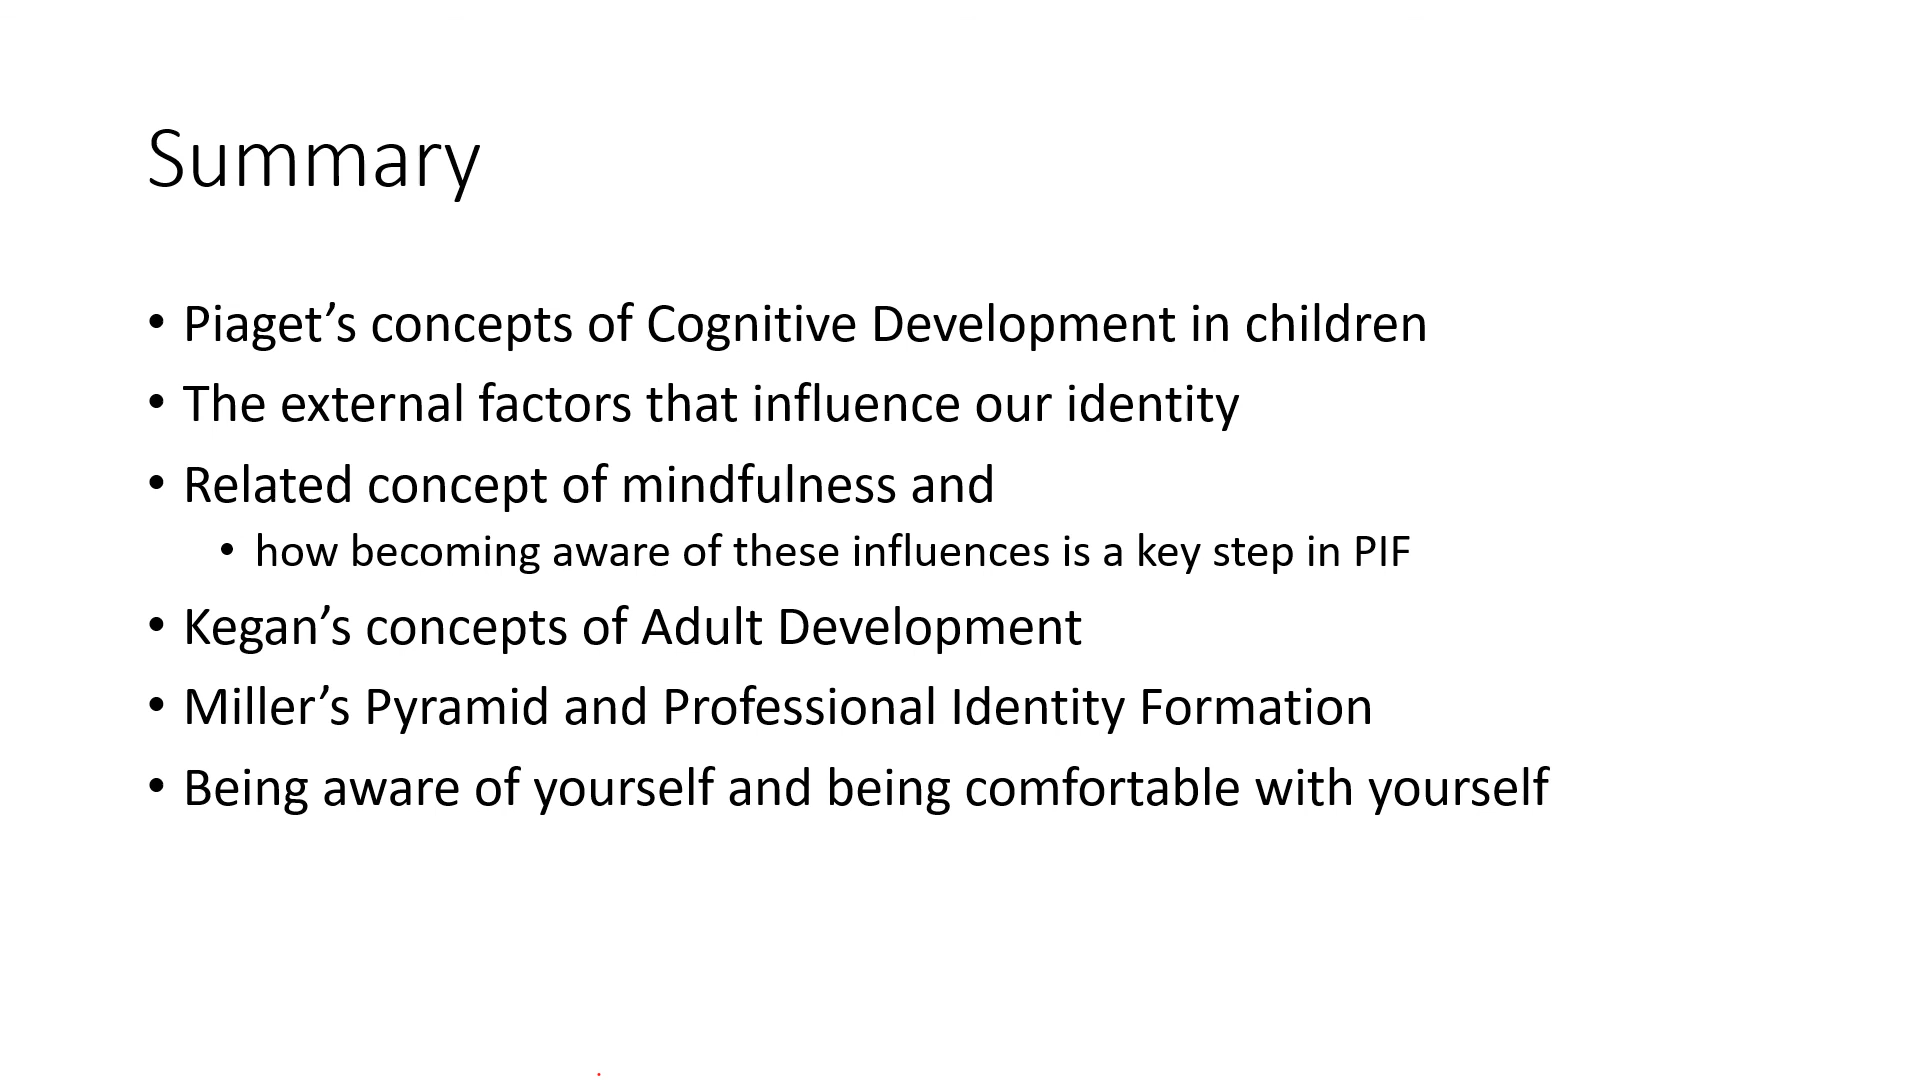 Summary
• Piaget’s concepts of Cognitive Development in children
• The external factors that influence our identity
• Related concept of mindfulness and
• how becoming aware of these influences is a key step in PIF
• Kegan’s concepts of Adult Development
• Miller’s Pyramid and Professional Identity Formation
• Being aware of yourself and being comfortable with yourself